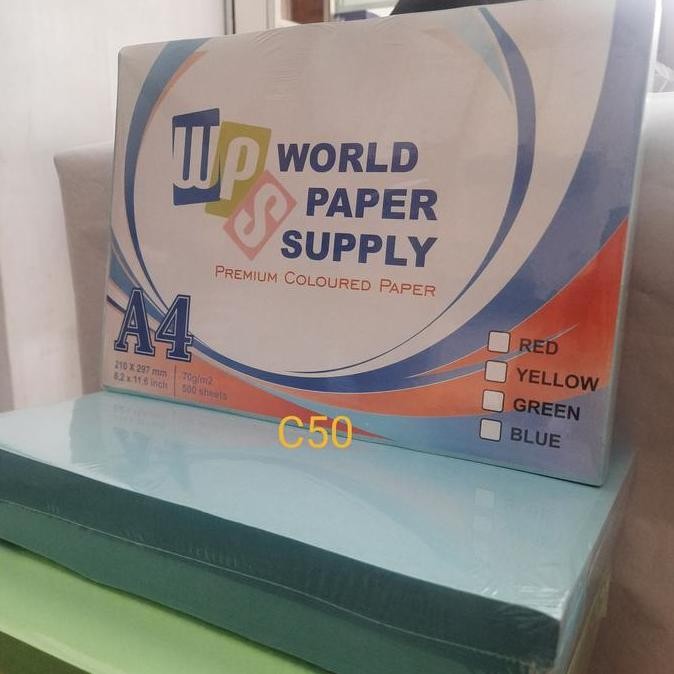 WPS
WORLD
PAPER
SUPPLY
PREMIUM COLOURED PAPER
A4
210 X 297 mm
8,2 x 11,6 inch
70g/m2
500 sheets
RED
YELLOW
GREEN
BLUE
C50